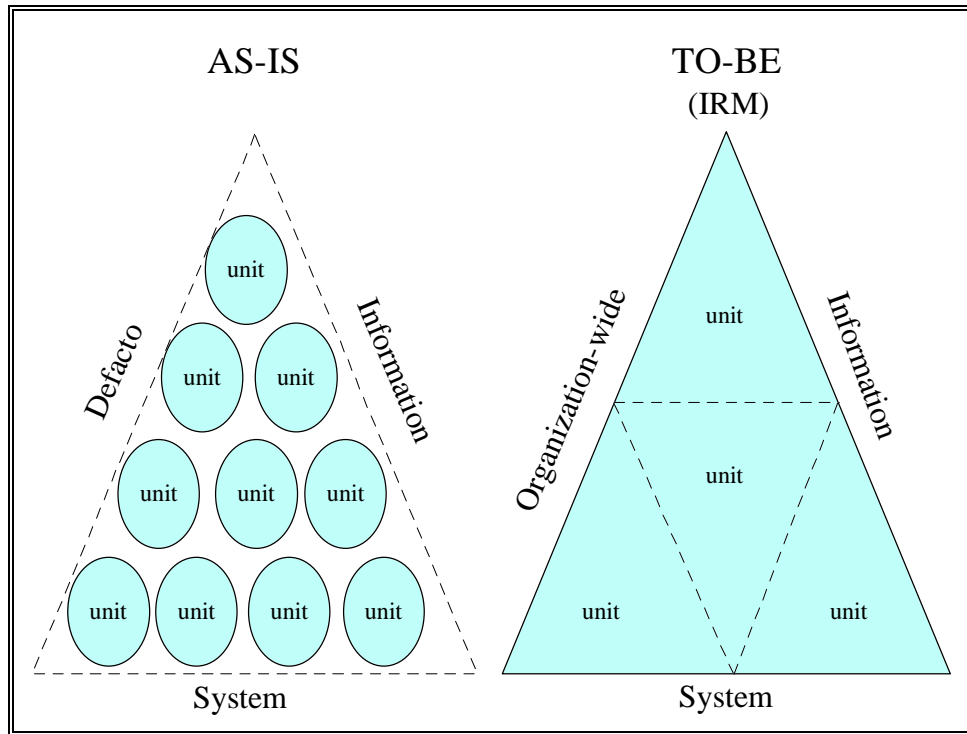 AS-IS
Defacto
Information
unit
unit
unit
unit
unit
unit
unit
unit
unit
unit
System
TO-BE
(IRM)
Organization-wide
Information
unit
unit
unit
unit
System